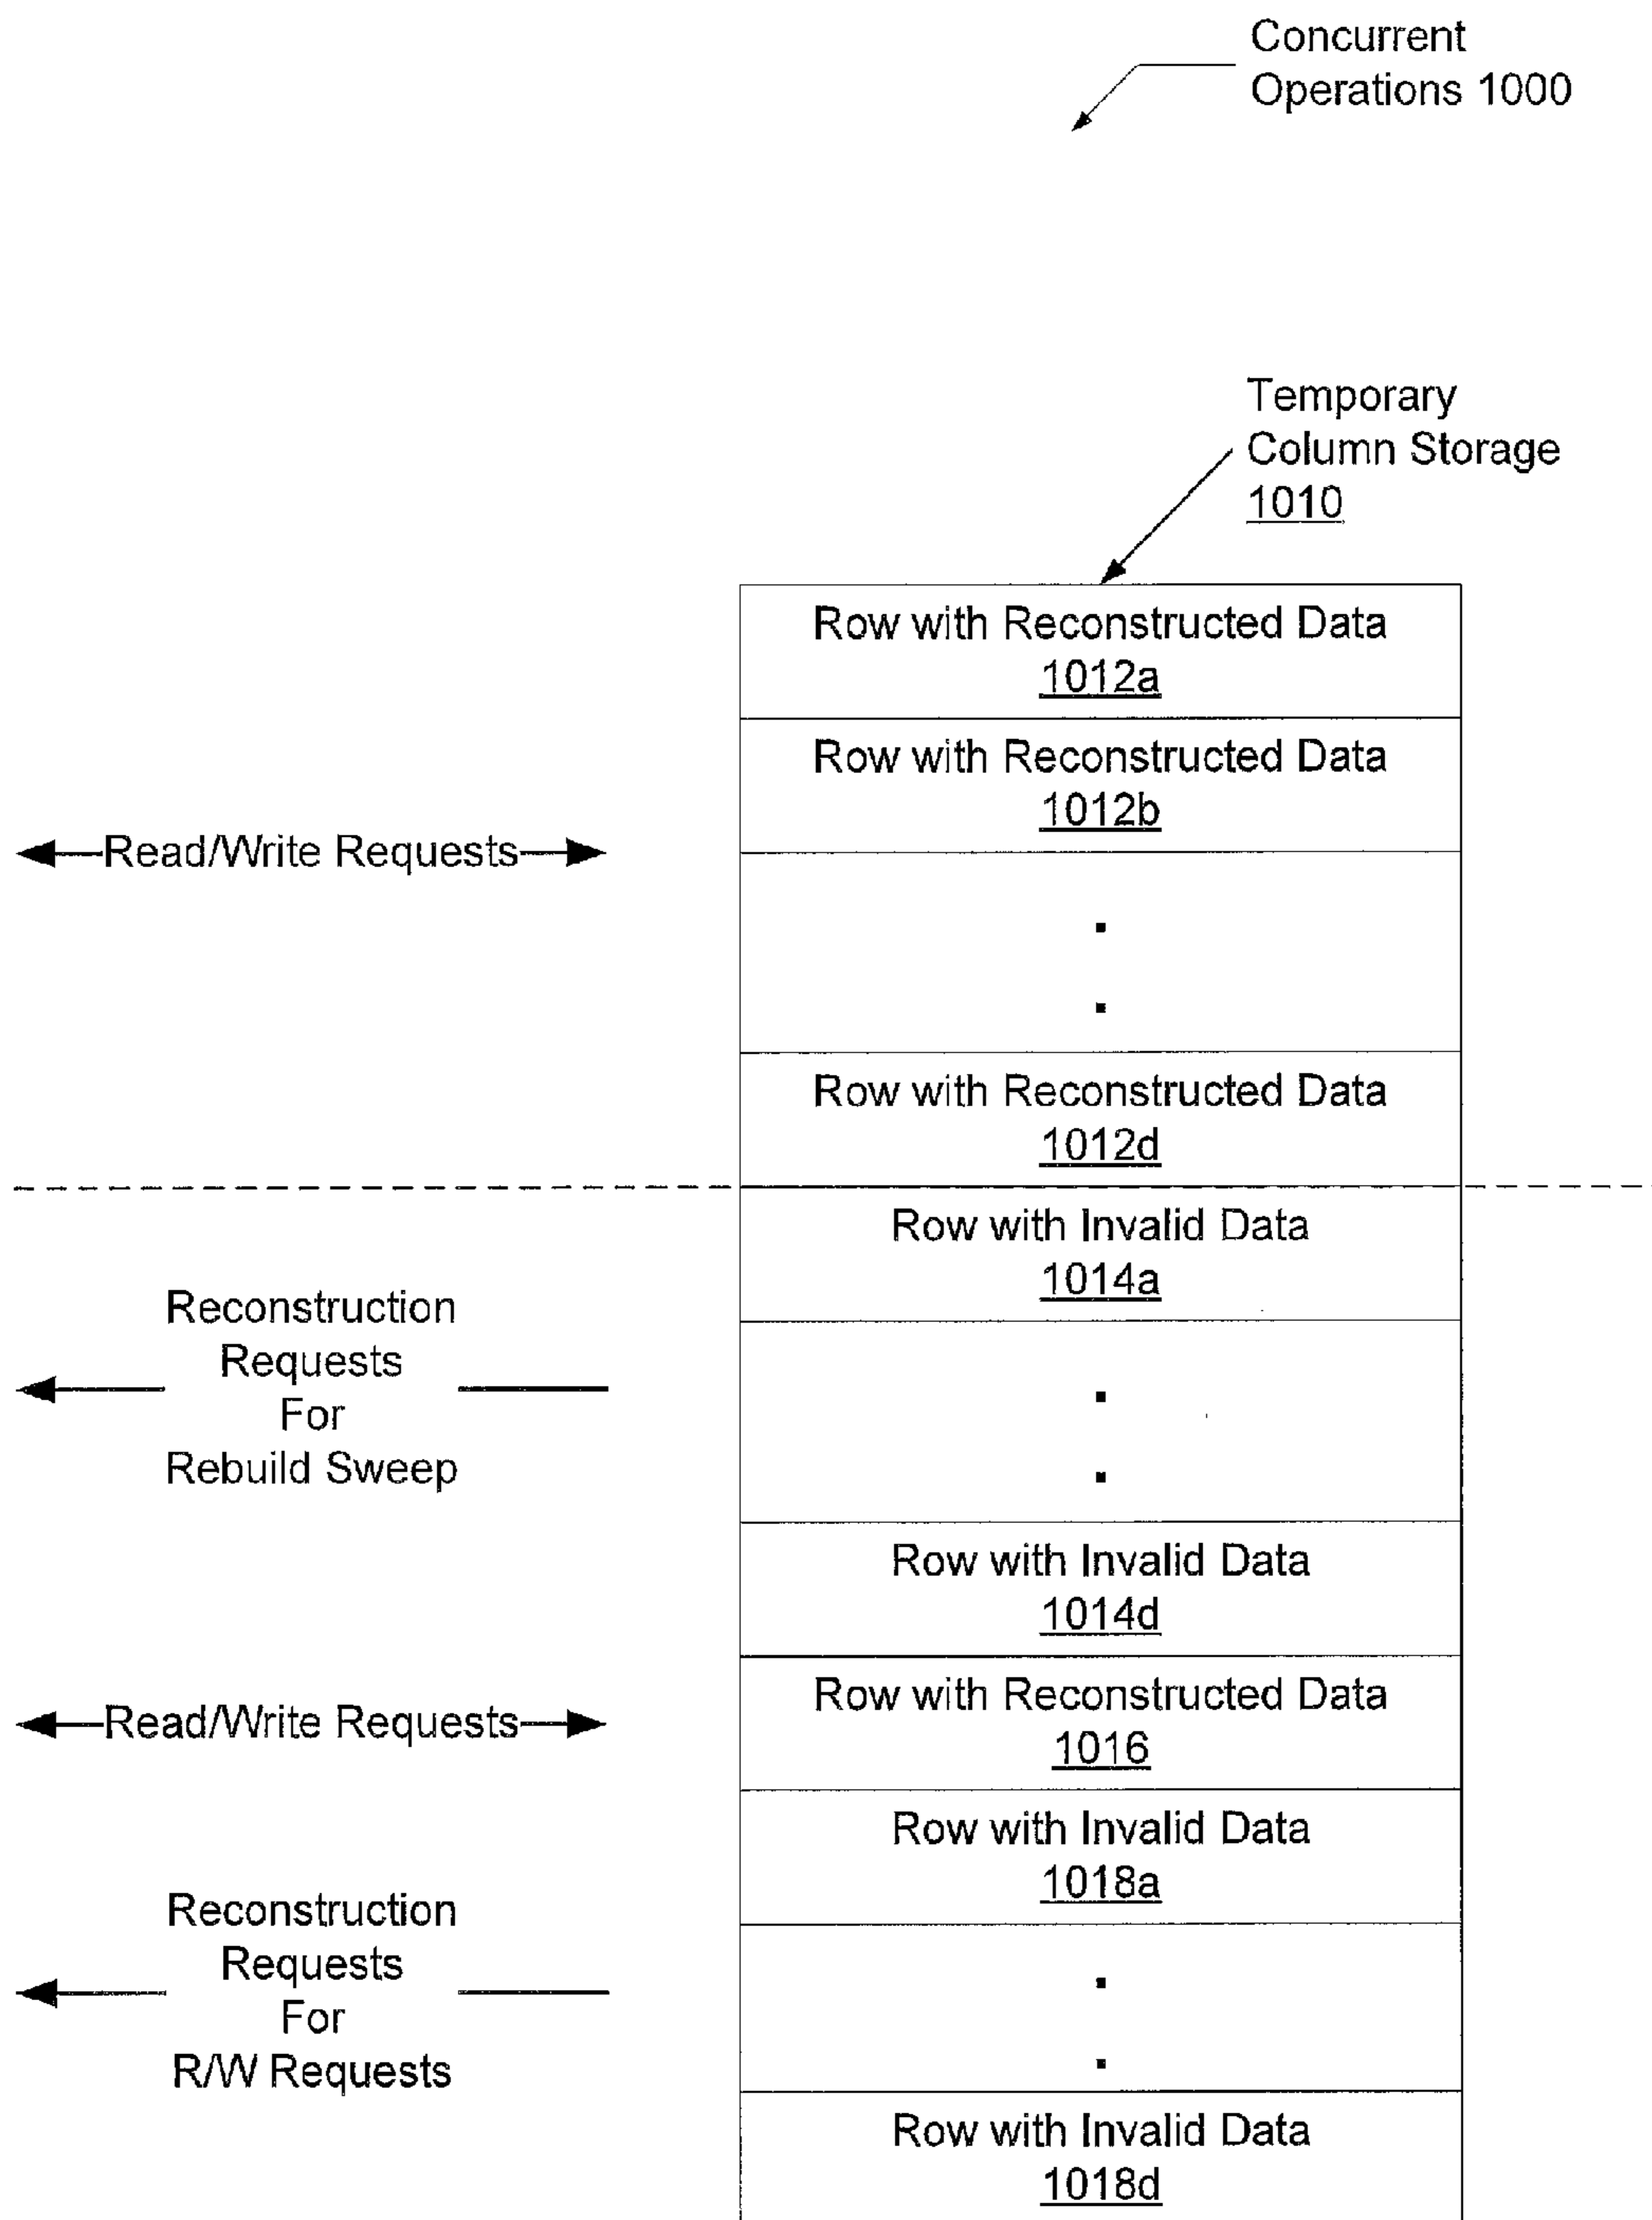 Concurrent
Operations 1000
Temporary
Column Storage
1010
Row with Reconstructed Data
1012a
Row with Reconstructed Data
1012b
Read/Write Requests
Row with Reconstructed Data
1012d
Row with Invalid Data
1014a
Reconstruction
Requests
For
Rebuild Sweep
Row with Invalid Data
1014d
Row with Reconstructed Data
1016
Read/Write Requests
Row with Invalid Data
1018a
Reconstruction
Requests
For
R/W Requests
Row with Invalid Data
1018d